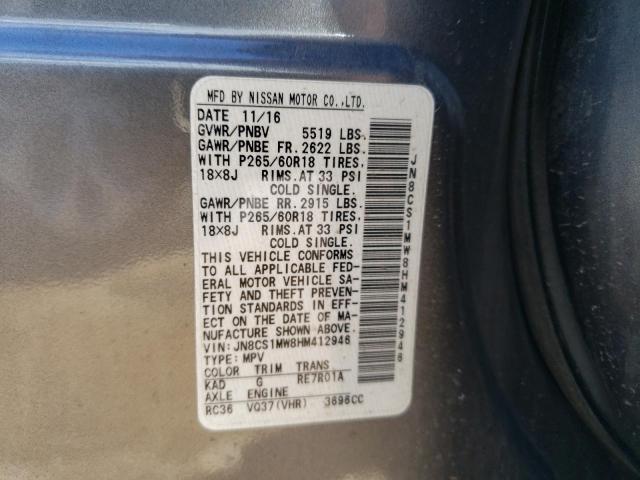 MFD BY NISSAN MOTOR CO.,LTD.
DATE 11/16
GVWR/PNBV 5519 LBS.
GAWR/PNBE FR. 2622 LBS.
WITH P265/60R18 TIRES.
18×8J RIMS. AT 33 PSI
COLD SINGLE.
GAWR/PNBE RR. 2915 LBS.
WITH P265/60R18 TIRES.
18×8J RIMS. AT 33 PSI
COLD SINGLE.
THIS VEHICLE CONFORMS
TO ALL APPLICABLE FED-
ERAL MOTOR VEHICLE SA-
FETY AND THEFT PREVEN-
TION STANDARDS IN EFF-
ECT ON THE DATE OF MA-
NUFACTURE SHOWN ABOVE.
VIN: JN8CS1MW8HM412946
TYPE: MPV
COLOR TRIM TRANS
KAD G RE7R01A
AXLE ENGINE
RC36 VQ37(VHR) 3696CC
JN8CS1MW8HM412946